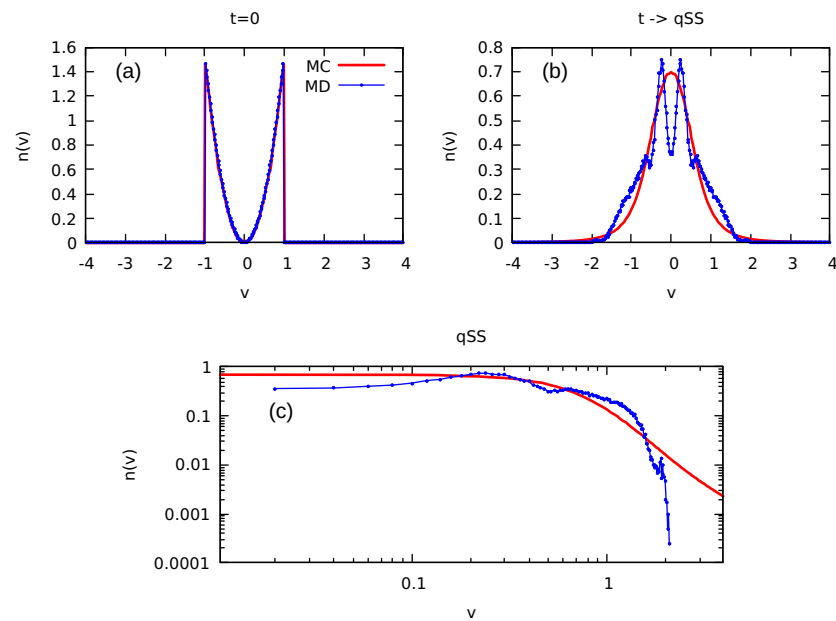 t=0
t -> qSS
1.6
1.4
1.2
1
0.8
0.6
0.4
0.2
0
(a)
MC
MD
n(v)
-4 -3 -2 -1 0 1 2 3 4
v
0.8
0.7
0.6
0.5
0.4
0.3
0.2
0.1
0
(b)
n(v)
-4 -3 -2 -1 0 1 2 3 4
v
qSS
1
0.1
0.01
0.001
0.0001
(c)
n(v)
0.1 1
v